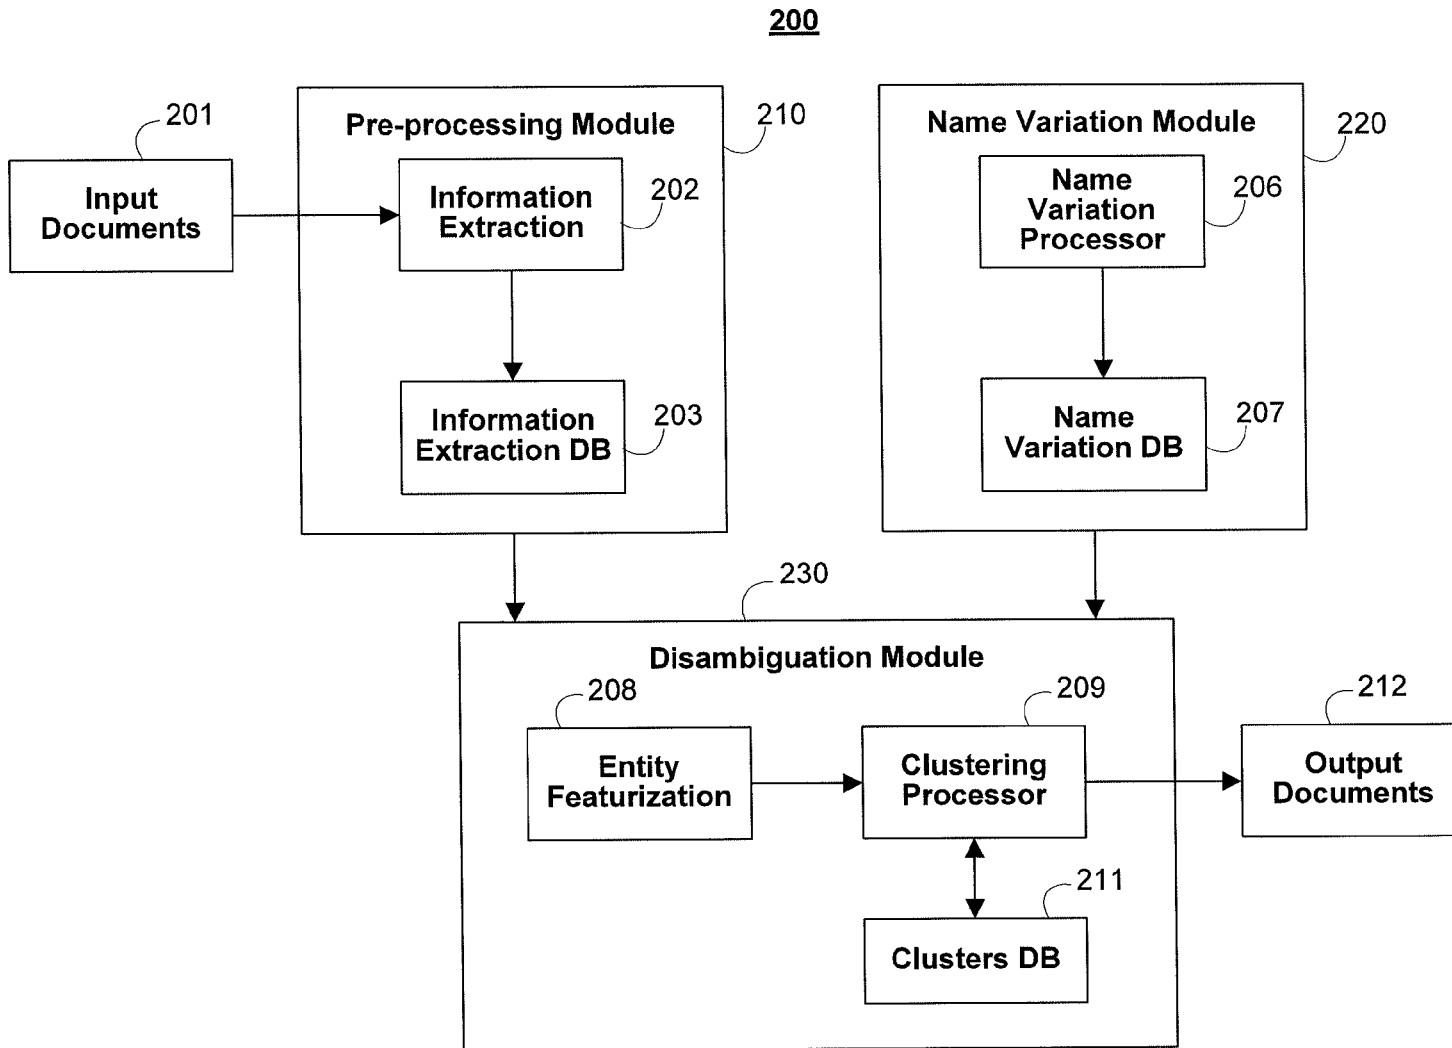 200
Pre-processing Module
210
Name Variation Module
220
201
Input
Documents
Information
Extraction
202
Name
Variation
Processor
206
Information
Extraction DB
203
Name
Variation DB
207
230
Disambiguation Module
208
209
212
Entity
Featurization
Clustering
Processor
Output
Documents
211
Clusters DB